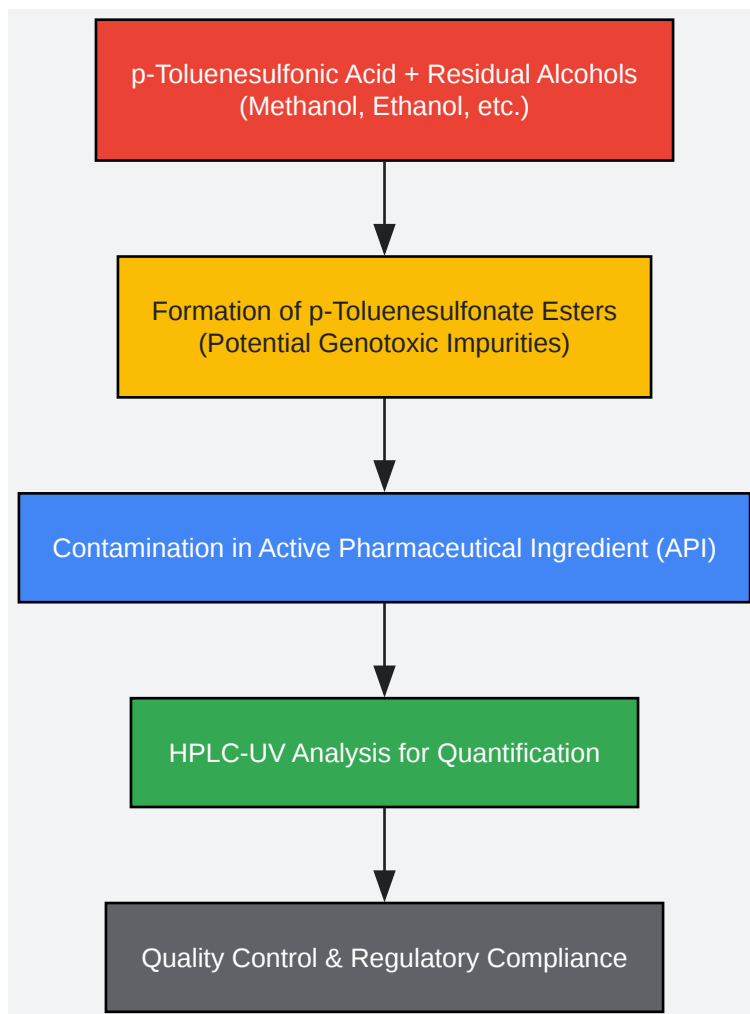 p-Toluenesulfonic Acid + Residual Alcohols
(Methanol, Ethanol, etc.)
Formation of p-Toluenesulfonate Esters
(Potential Genotoxic Impurities)
Contamination in Active Pharmaceutical Ingredient (API)
HPLC-UV Analysis for Quantification
Quality Control & Regulatory Compliance